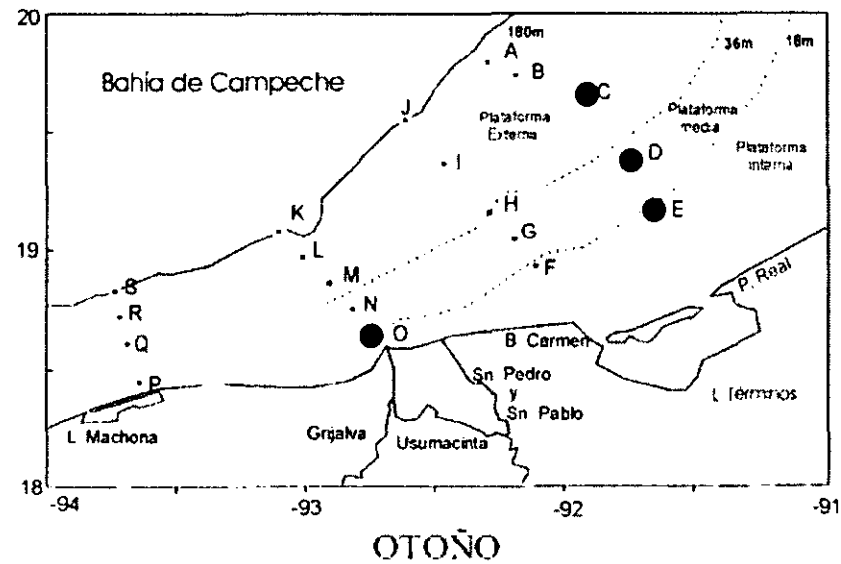 20
180m
36m
18m
A
B
Bahía de Campeche
C
J
Plataforma
Externa
Plataforma
media
D
Plataforma
interna
I
H
E
K
G
19
L
F
M
S
N
P. Real
R
O
Q
B Carmen
P
Sn Pedro
y
Sn Pablo
L Términos
L Machona
Grijalva
Usumacinta
18
-94
-93
-92
-91
OTOÑO